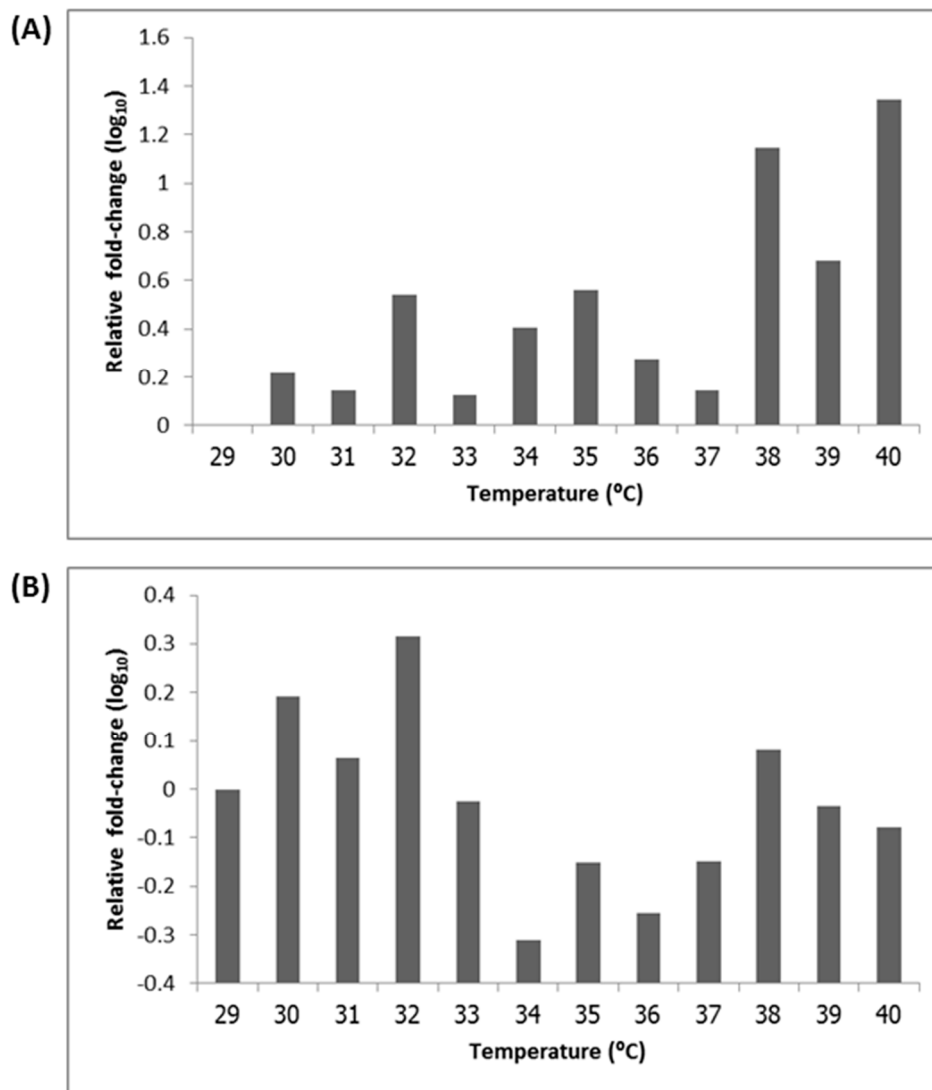 (A)
Relative fold-change (log₁₀)
1.6
1.4
1.2
1
0.8
0.6
0.4
0.2
0
29 30 31 32 33 34 35 36 37 38 39 40
Temperature (⁰C)
(B)
Relative fold-change (log₁₀)
0.4
0.3
0.2
0.1
0
-0.1
-0.2
-0.3
-0.4
29 30 31 32 33 34 35 36 37 38 39 40
Temperature (⁰C)